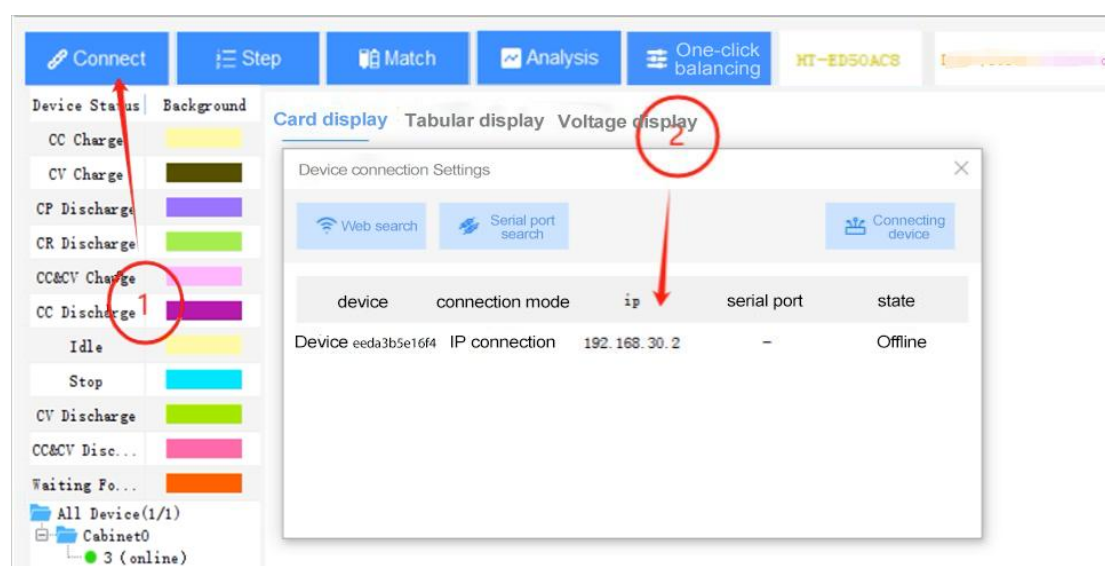 Connect
Step
Match
Analysis
One-click
balancing
HT-ED50AC8
Device Status Background
Card display Tabular display Voltage display
2
CC Charge
CV Charge
CP Discharge
CR Discharge
CC&CV Charge
CC Discharge
1
Idle
Stop
CV Discharge
CC&CV Disc...
Waiting Fo...
All Device(1/1)
Cabinet0
3 (online)
Device connection Settings
Web search
Serial port
search
Connecting
device
device connection mode ip serial port state
Device eeda3b5e16f4 IP connection 192.168.30.2 – Offline